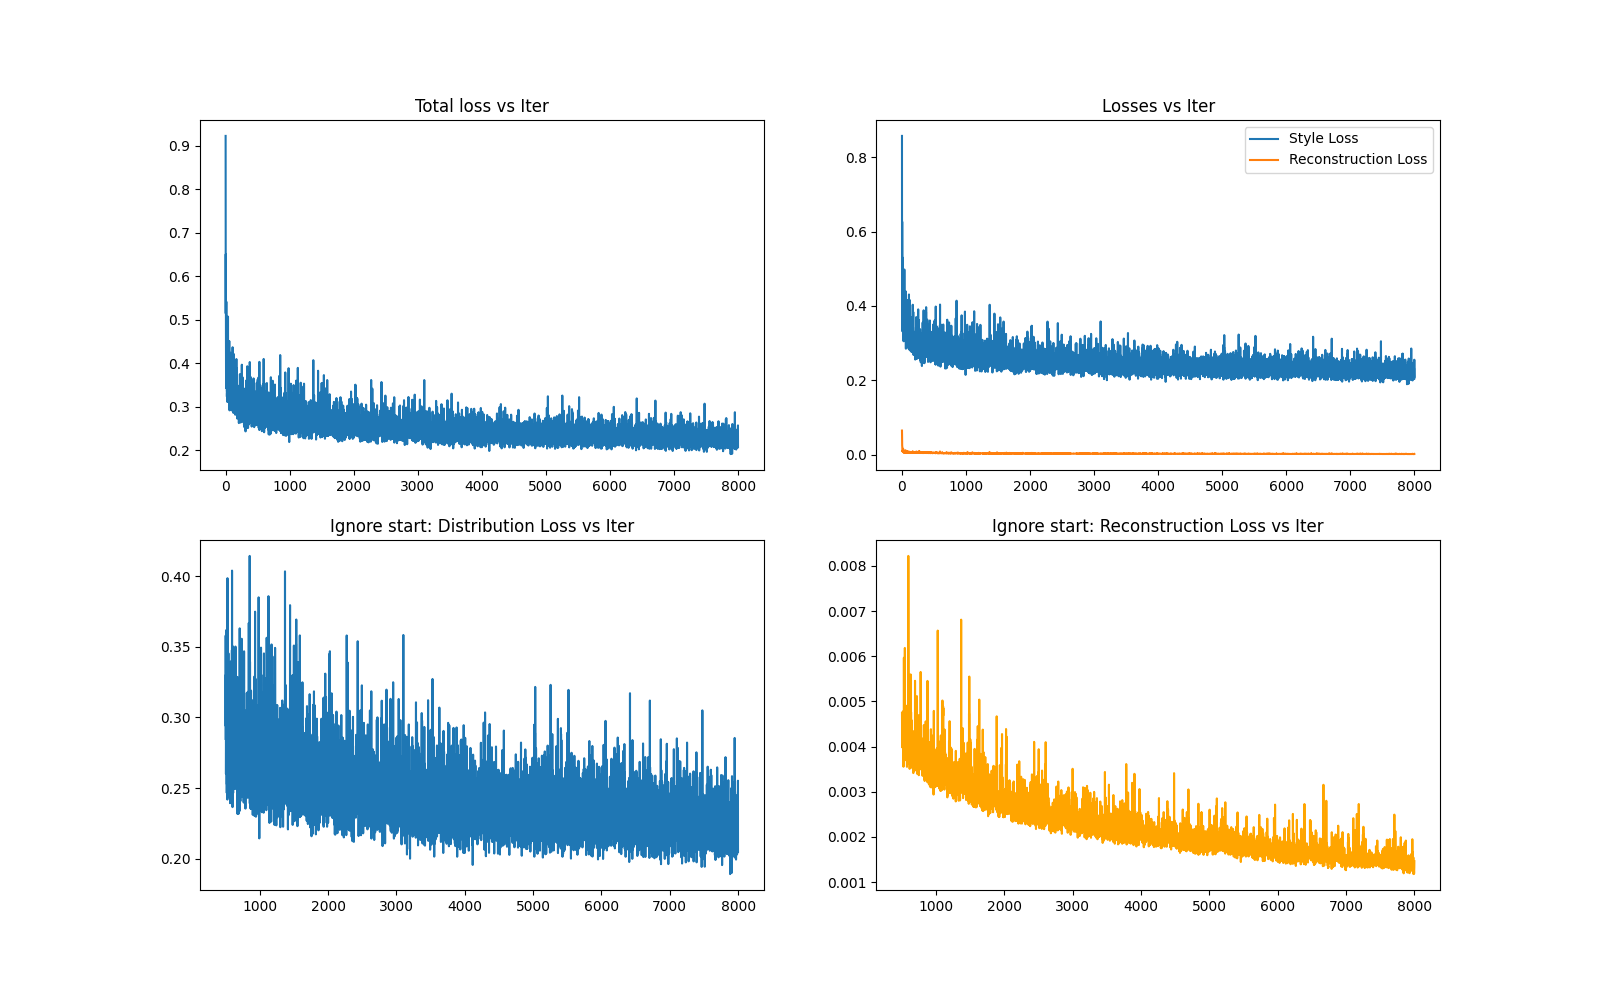 Total loss vs Iter
0.9
0.8
0.7
0.6
0.5
0.4
0.3
0.2
0 1000 2000 3000 4000 5000 6000 7000 8000
Losses vs Iter
Style Loss
Reconstruction Loss
0.8
0.6
0.4
0.2
0.0
0 1000 2000 3000 4000 5000 6000 7000 8000
Ignore start: Distribution Loss vs Iter
0.40
0.35
0.30
0.25
0.20
1000 2000 3000 4000 5000 6000 7000 8000
Ignore start: Reconstruction Loss vs Iter
0.008
0.007
0.006
0.005
0.004
0.003
0.002
0.001
1000 2000 3000 4000 5000 6000 7000 8000